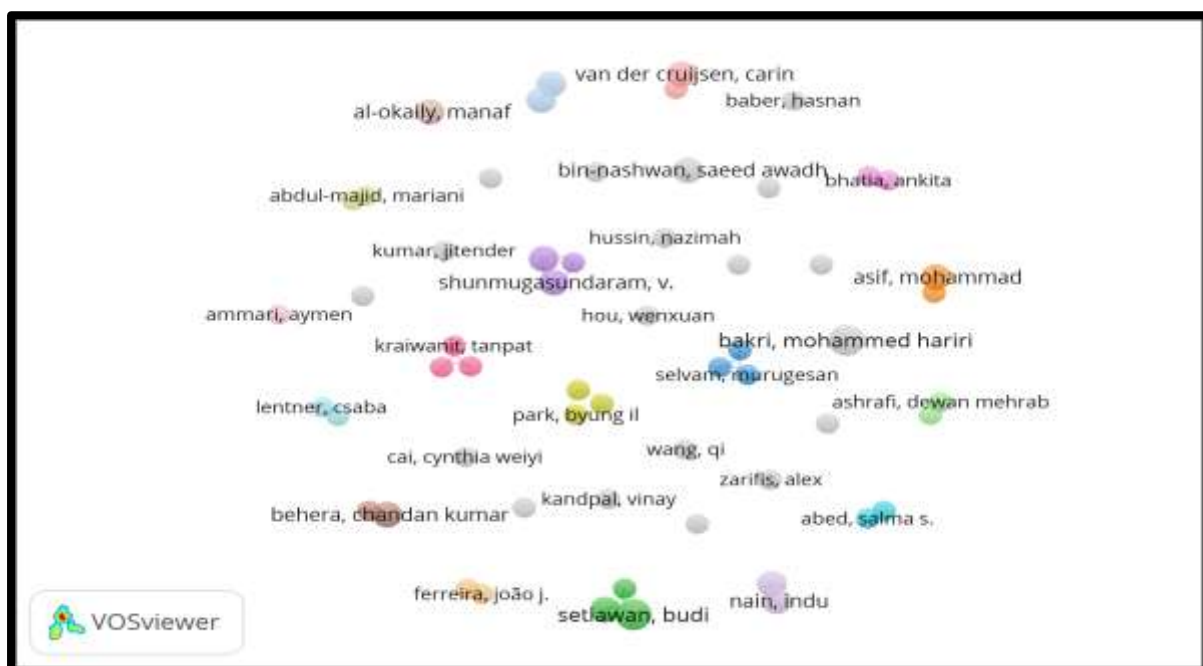 van der cruijsen, carin
baber, hasnan
al-okaily, manaf
bin-nashwan, saeed awadh
bhatia, ankita
abdul-majid, mariani
hussin, nazimah
kumar, jitender
asif, mohammad
shunmugasundaram, v.
ammari, aymen
hou, wenxuan
bakri, mohammed hariri
kraiwanit, tanpat
selvam, murugesan
ashrafi, dewan mehrab
lentner, csaba
park, byung il
wang, qi
cai, cynthia weiyi
zarifis, alex
kandpal, vinay
behera, chandan kumar
abed, salma s.
ferreira, joão j.
nain, indu
setiawan, budi
VOSviewer